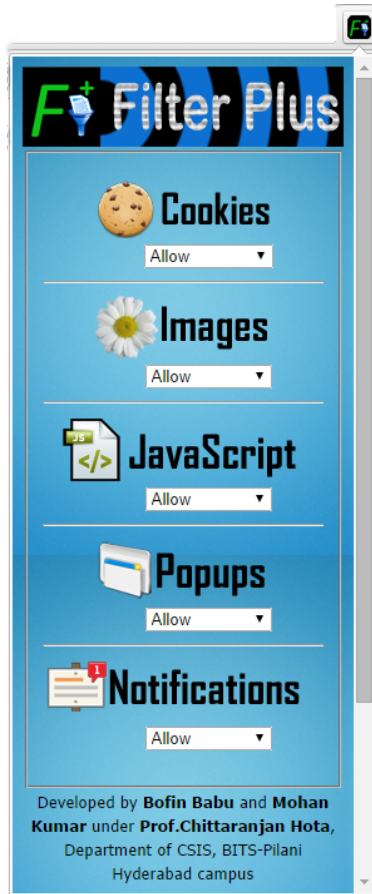 F+ Filter Plus
Cookies
Allow
Images
Allow
JS
</> JavaScript
Allow
Popups
Allow
1
Notifications
Allow
Developed by Bofin Babu and Mohan
Kumar under Prof.Chittaranjan Hota,
Department of CSIS, BITS-Pilani
Hyderabad campus